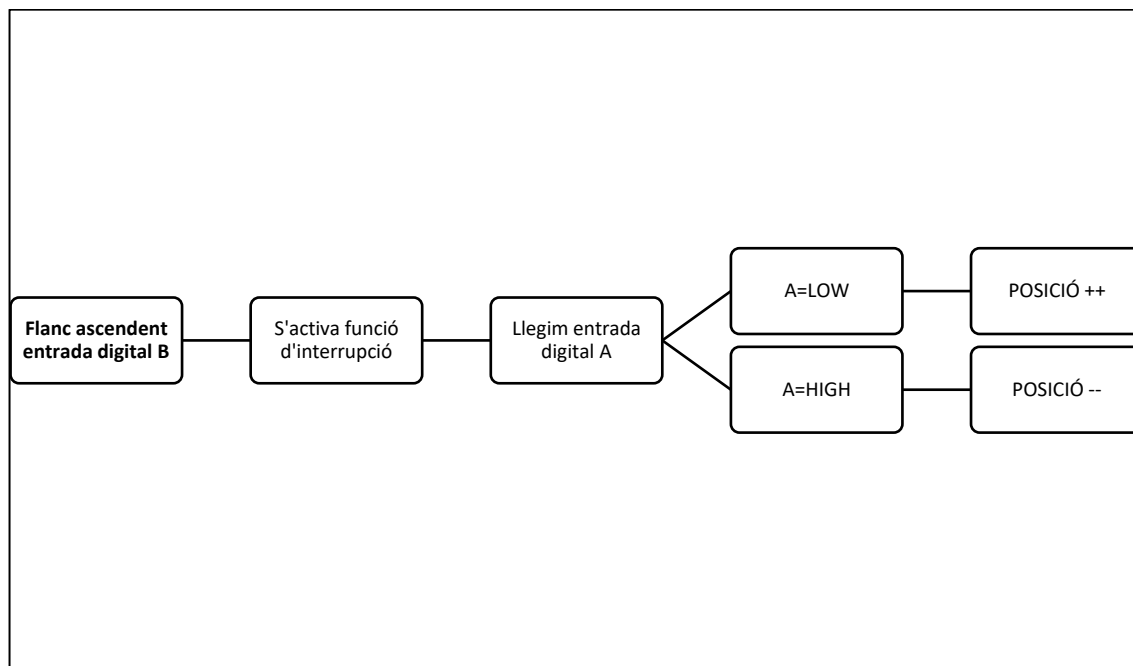 Flanc ascendent
entrada digital B
S'activa funció
d'interrupció
Llegim entrada
digital A
A=LOW
POSICIÓ ++
A=HIGH
POSICIÓ --